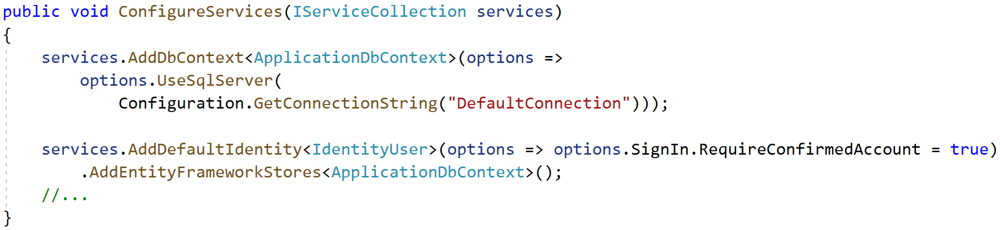 public void ConfigureServices(IServiceCollection services)
{
    services.AddDbContext<ApplicationDbContext>(options =>
        options.UseSqlServer(
            Configuration.GetConnectionString("DefaultConnection")));

    services.AddDefaultIdentity<IdentityUser>(options => options.SignIn.RequireConfirmedAccount = true)
        .AddEntityFrameworkStores<ApplicationDbContext>();
    //...
}